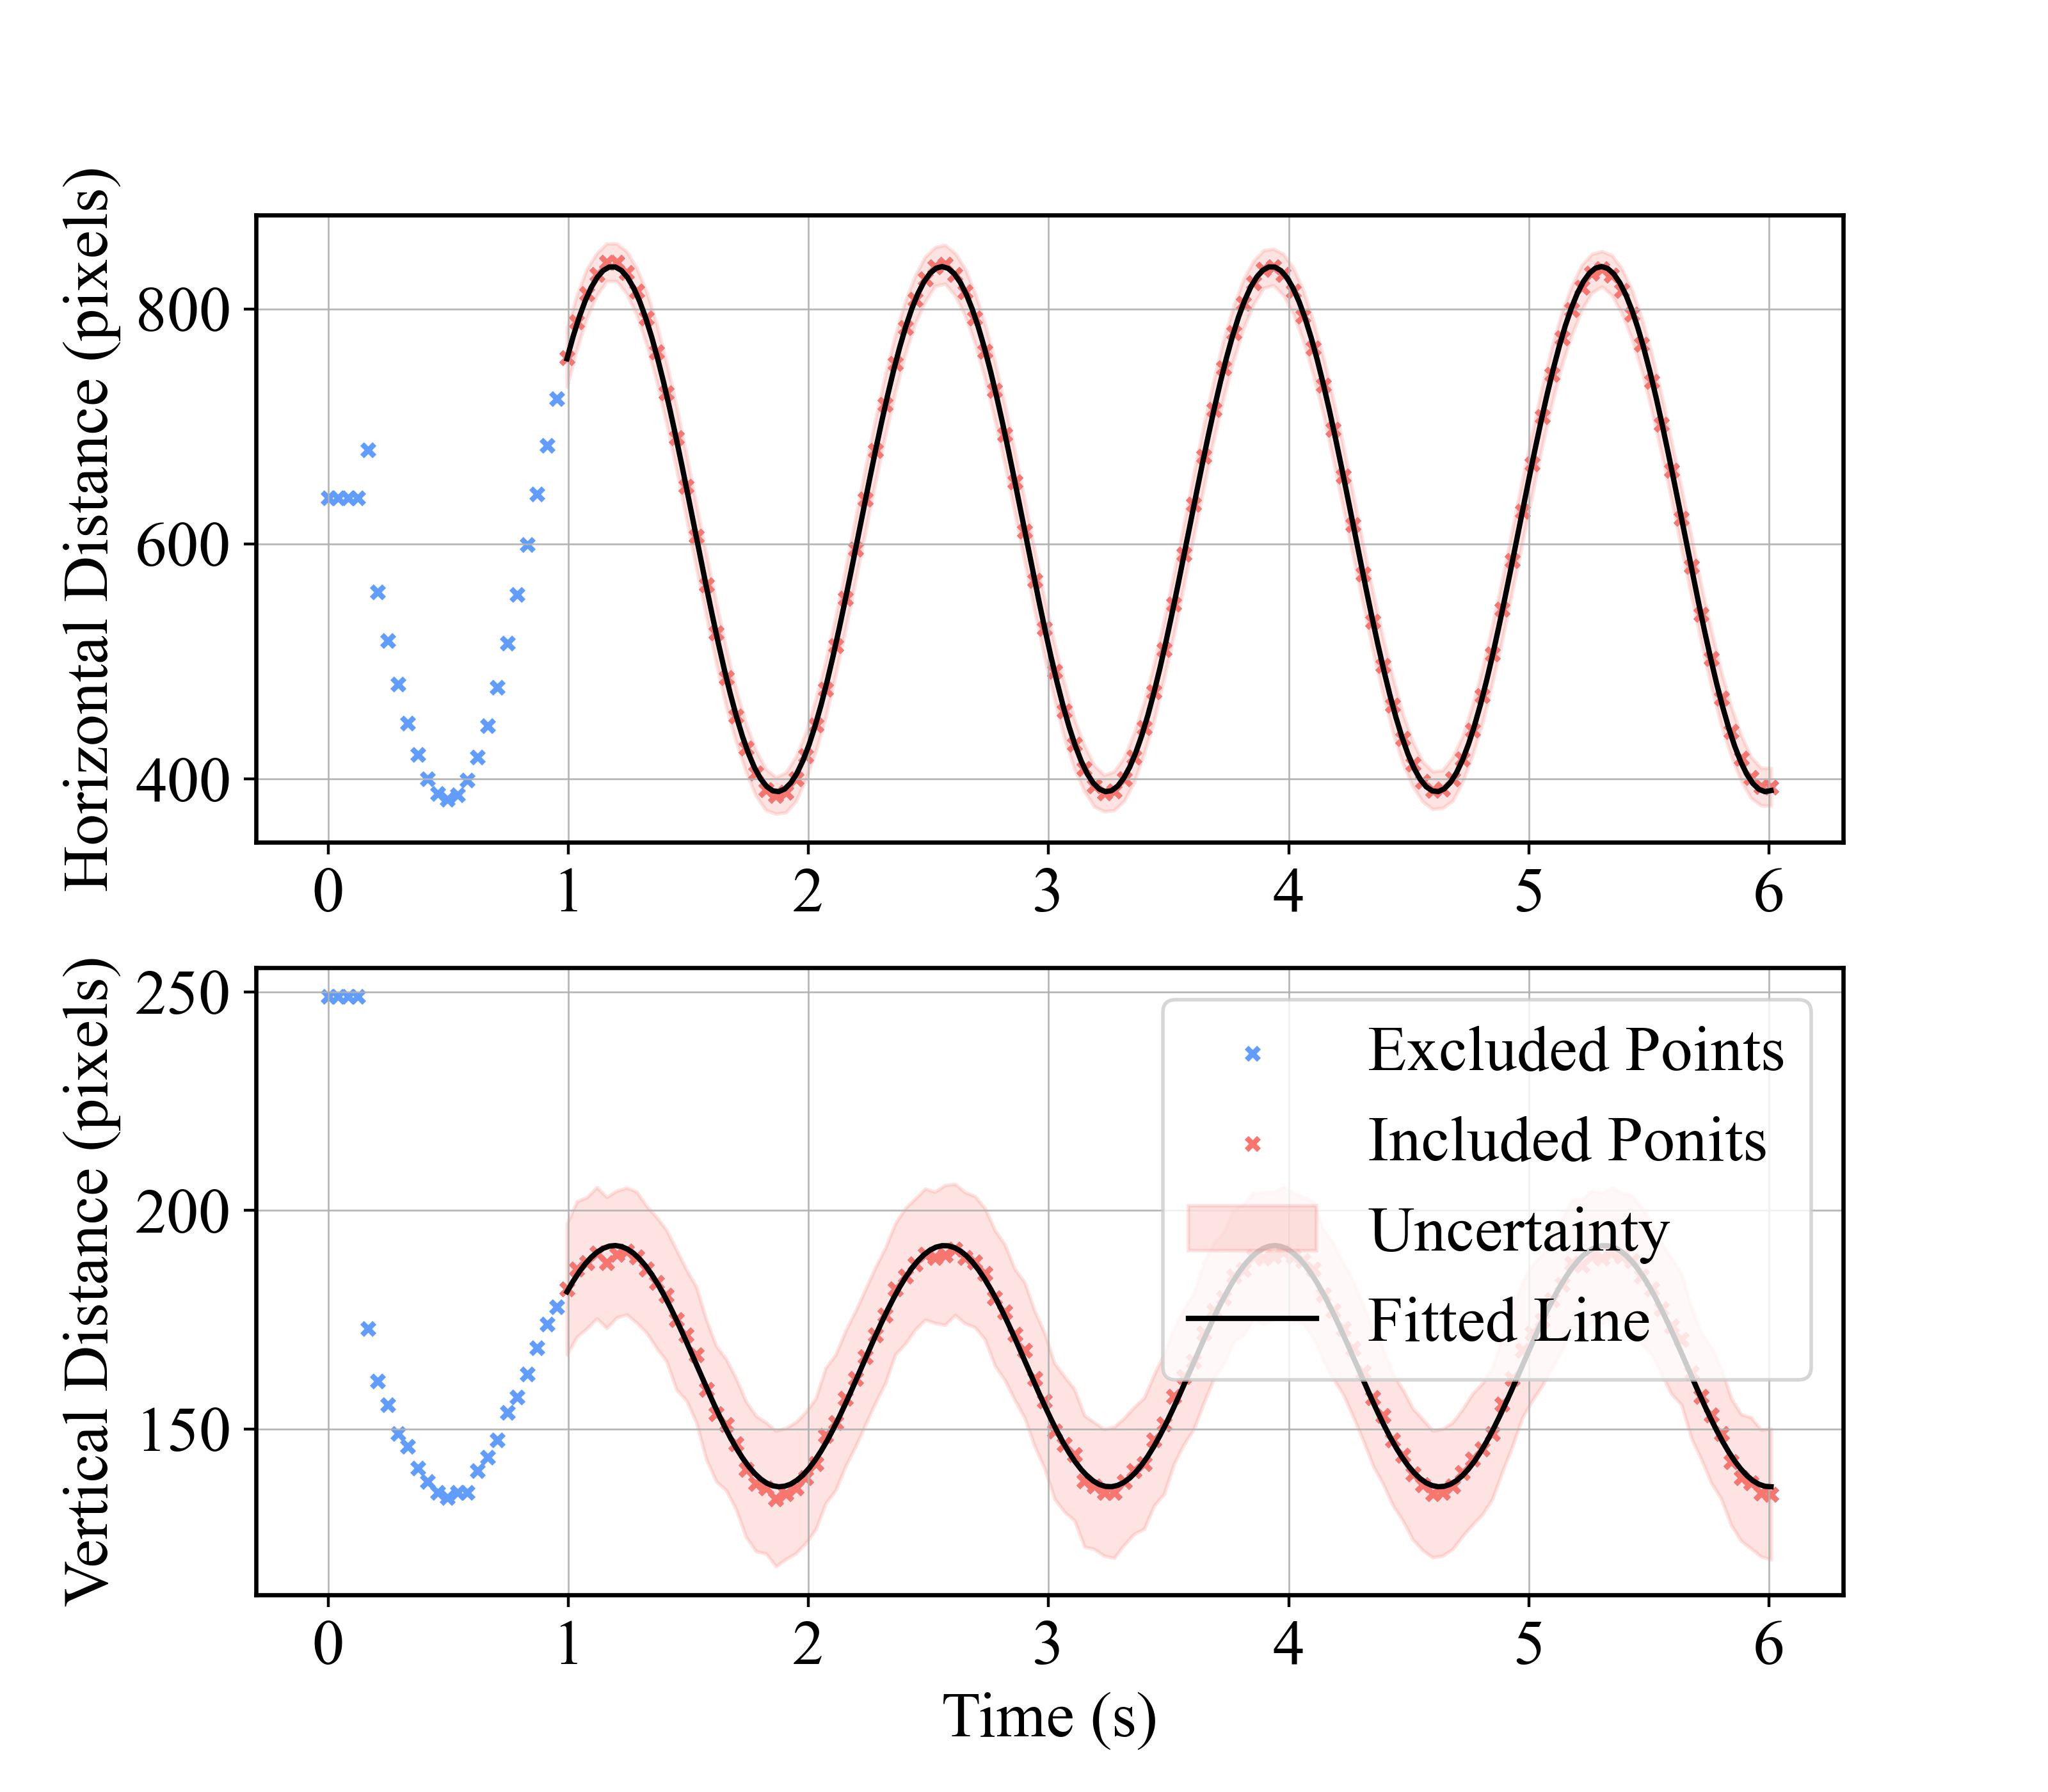 Horizontal Distance (pixels)
800
600
400
0 1 2 3 4 5 6
Vertical Distance (pixels)
250
200
150
Excluded Points
Included Ponits
Uncertainty
Fitted Line
0 1 2 3 4 5 6
Time (s)